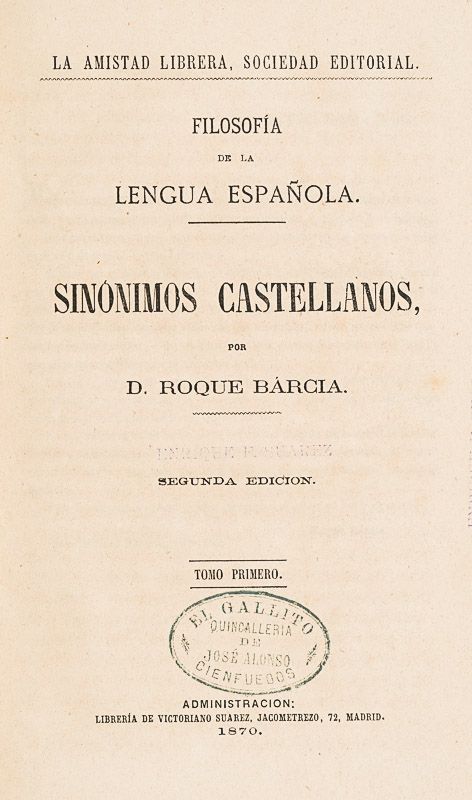 LA AMISTAD LIBRERA, SOCIEDAD EDITORIAL.
FILOSOFÍA
DE LA
LENGUA ESPAÑOLA.
SINÓNIMOS CASTELLANOS,
POR
D. ROQUE BÁRCIA.
SEGUNDA EDICION.
TOMO PRIMERO.
EL GALLITO
QUINCALLERIA
DE
JOSÉ ALONSO
CIENFUEGOS
ADMINISTRACION:
LIBRERÍA DE VICTORIANO SUAREZ, JACOMETREZO, 72, MADRID.
1870.